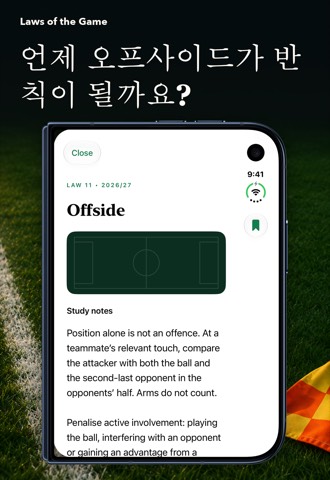 Laws of the Game
언제 오프사이드가 반
칙이 될까요?
Close
9:41
LAW 11 • 2026/27
Offside
Study notes
Position alone is not an offence. At a
teammate’s relevant touch, compare
the attacker with both the ball and
the second-last opponent in the
opponents’ half. Arms do not count.
Penalise active involvement: playing
the ball, interfering with an opponent
or gaining an advantage from a